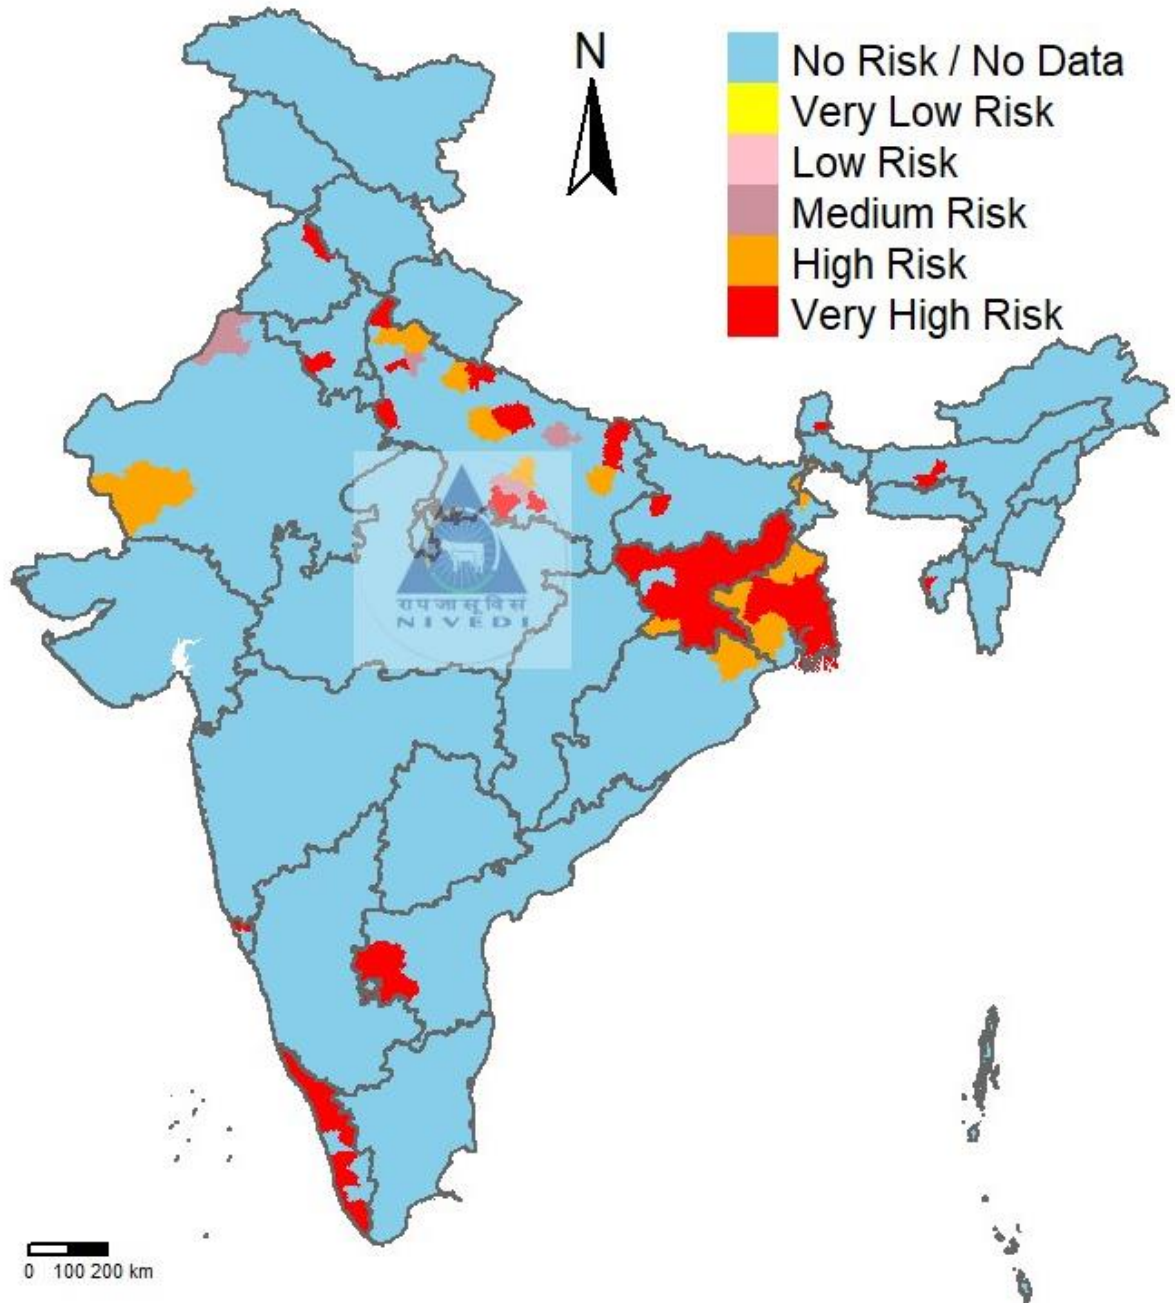 N
No Risk / No Data
Very Low Risk
Low Risk
Medium Risk
High Risk
Very High Risk
रा प जा सू वि सं
NIVEDI
0 100 200 km